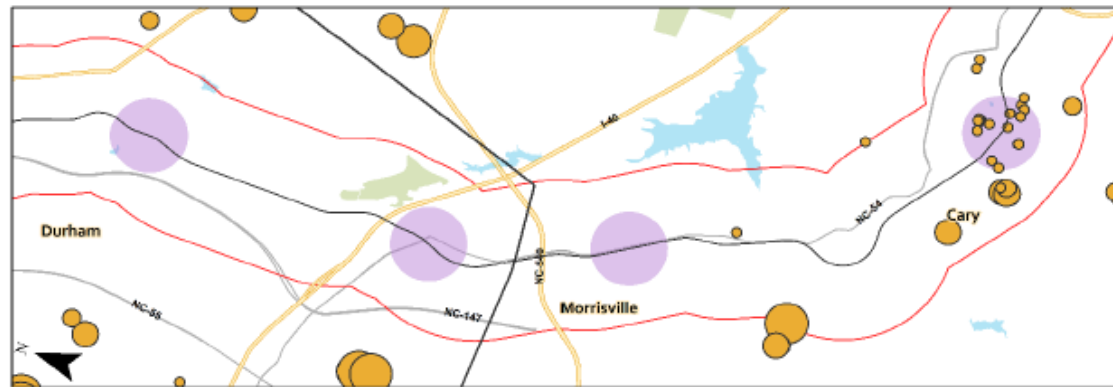 I-40
NC-54
Cary
Durham
NC-540
Morrisville
NC-55
NC-147
N